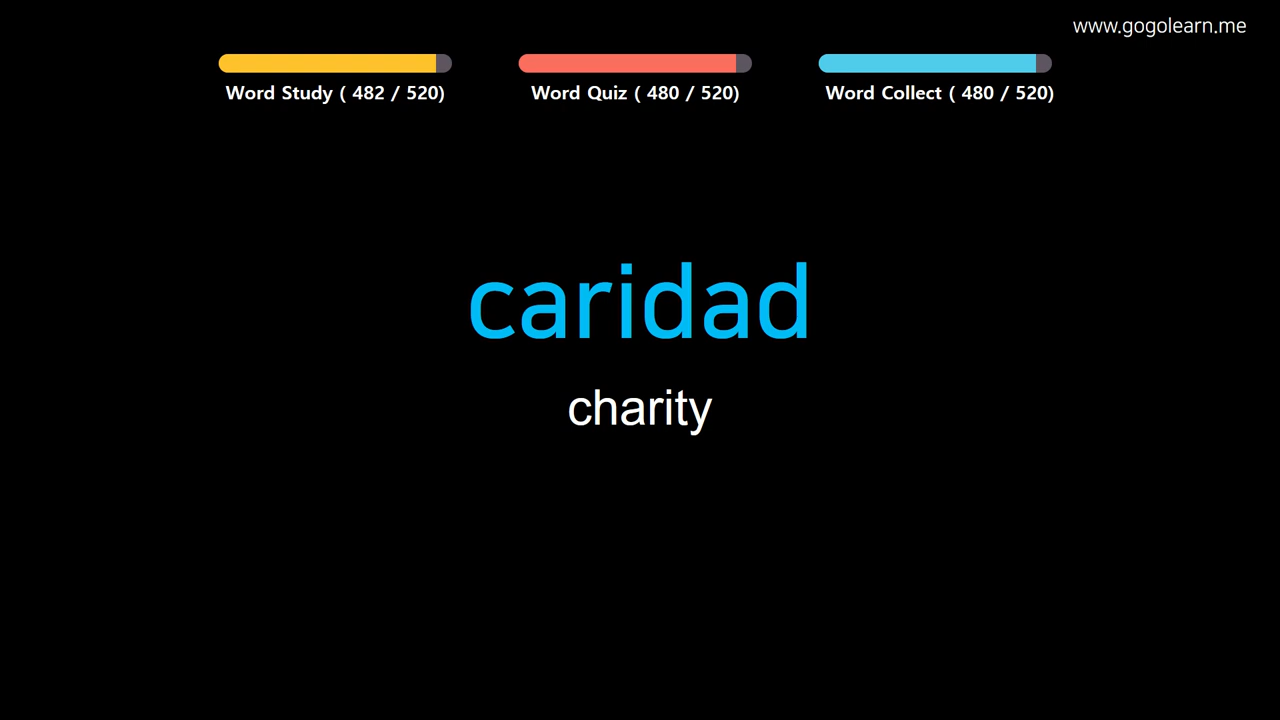 www.gogolearn.me
Word Study ( 482 / 520)
Word Quiz ( 480 / 520)
Word Collect ( 480 / 520)
caridad
charity